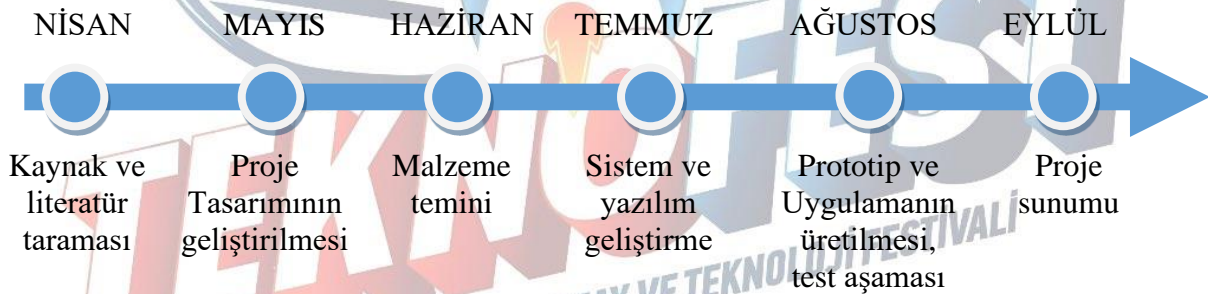 NİSAN
MAYIS
HAZİRAN
TEMMUZ
AĞUSTOS
EYLÜL
Kaynak ve
literatür
taraması
Proje
Tasarımının
geliştirilmesi
Malzeme
temini
Sistem ve
yazılım
geliştirme
Prototip ve
Uygulamanın
üretilmesi,
test aşaması
Proje
sunumu
TEKNOFEST
VE TEKNOLOJİ FESTİVALİ